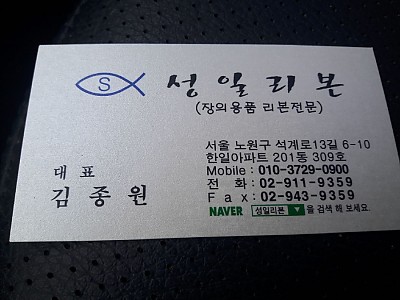 S 성일리본
(장의용품 리본전문)
서울 노원구 석계로13길 6-10
한일아파트 201동 309호
Mobile : 010-3729-0900
전 화 : 02-911-9359
F a x : 02-943-9359
NAVER 성일리본 ▼ 을 검색 해 보세요
대 표
김 종 원